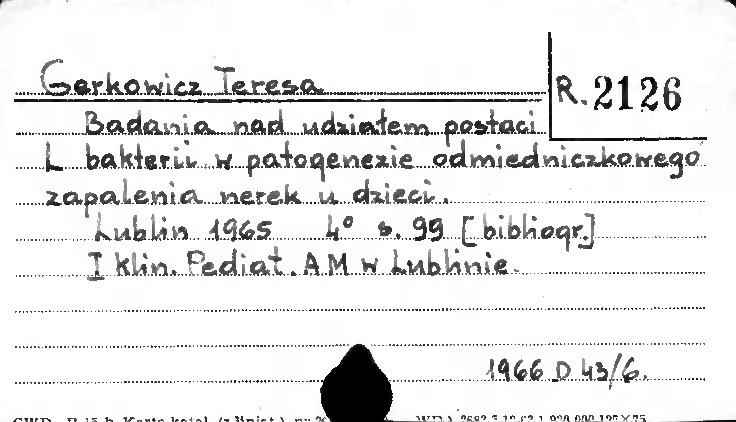 Gerkowicz Teresa
R. 2126
Badania nad udziałem postaci
L bakterii w patogenezie odmiedniczkowego
zapalenia nerek u dzieci.
Lublin 1965 4° s. 99 [bibliogr.]
I Klin. Pediat. AM w Lublinie.
1966 D 43/6.